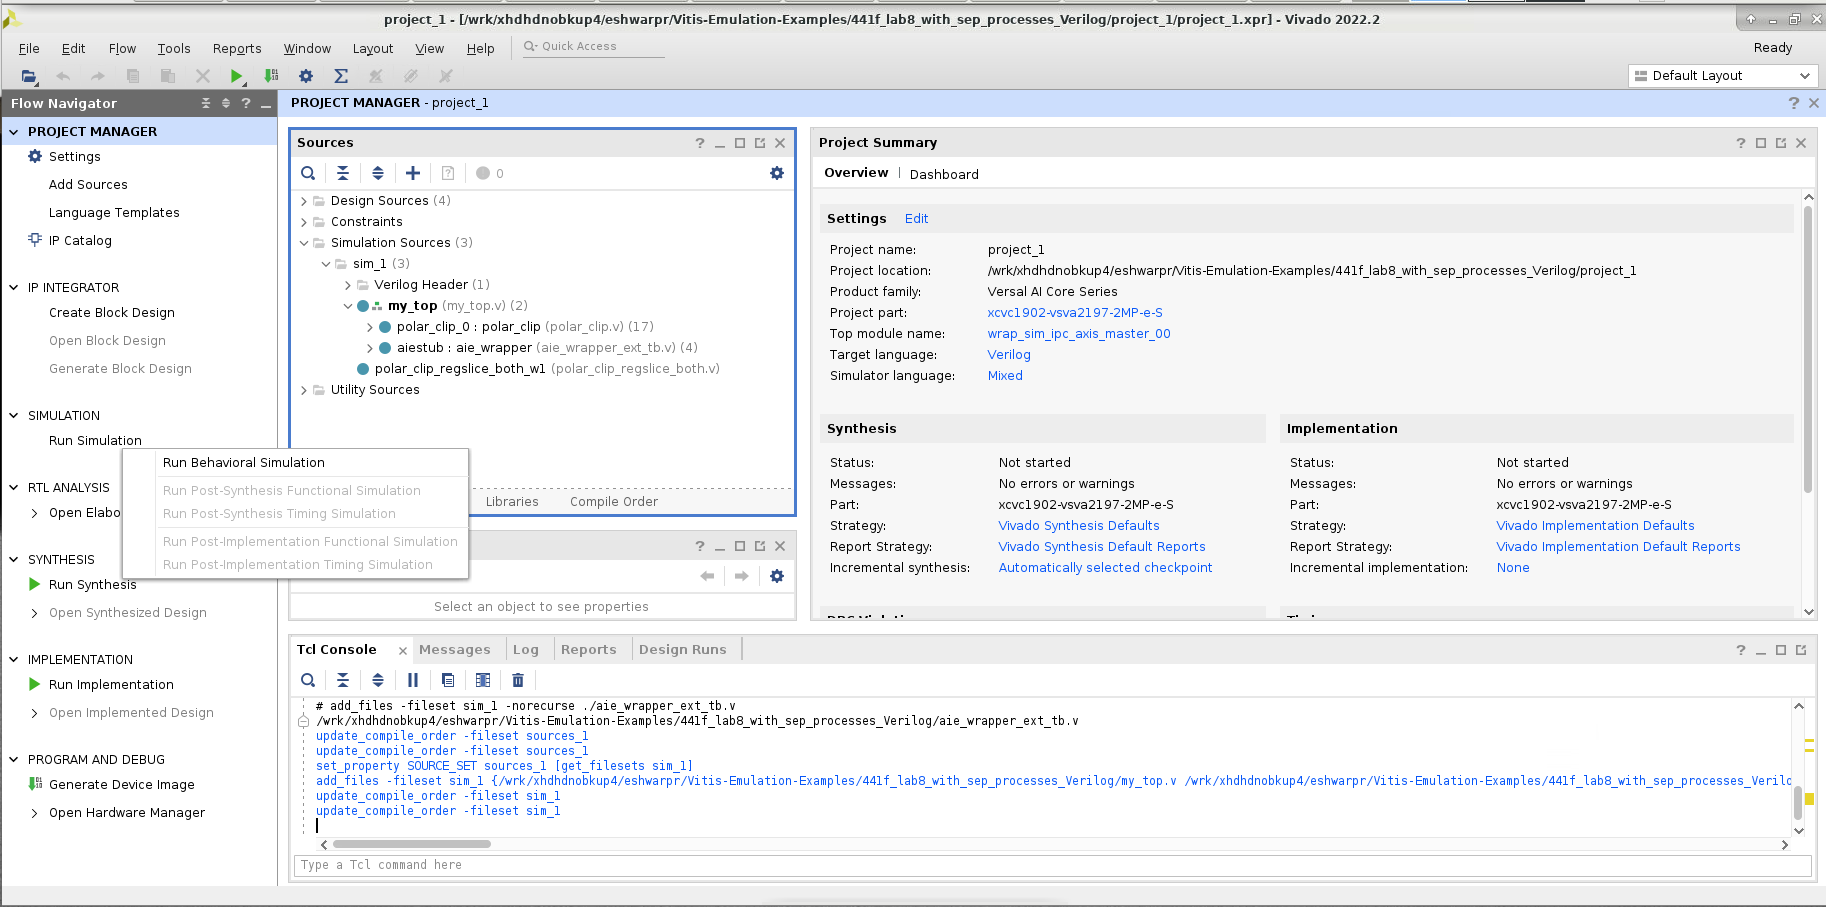 project_1 - [/wrk/xhdhdnobkup4/eshwarpr/Vitis-Emulation-Examples/441f_lab8_with_sep_processes_Verilog/project_1/project_1.xpr] - Vivado 2022.2
File Edit Flow Tools Reports Window Layout View Help Quick Access
Ready
Default Layout
Flow Navigator
PROJECT MANAGER
Settings
Add Sources
Language Templates
IP Catalog
IP INTEGRATOR
Create Block Design
Open Block Design
Generate Block Design
SIMULATION
Run Simulation
Run Behavioral Simulation
Run Post-Synthesis Functional Simulation
Run Post-Synthesis Timing Simulation
Run Post-Implementation Functional Simulation
Run Post-Implementation Timing Simulation
RTL ANALYSIS
Open Elabo
SYNTHESIS
Run Synthesis
Open Synthesized Design
IMPLEMENTATION
Run Implementation
Open Implemented Design
PROGRAM AND DEBUG
Generate Device Image
Open Hardware Manager
PROJECT MANAGER - project_1
Sources
0
Design Sources (4)
Constraints
Simulation Sources (3)
sim_1 (3)
Verilog Header (1)
my_top (my_top.v) (2)
polar_clip_0 : polar_clip (polar_clip.v) (17)
aiestub : aie_wrapper (aie_wrapper_ext_tb.v) (4)
polar_clip_regslice_both_w1 (polar_clip_regslice_both.v)
Utility Sources
Libraries Compile Order
Select an object to see properties
Project Summary
Overview | Dashboard
Settings Edit
Project name: project_1
Project location: /wrk/xhdhdnobkup4/eshwarpr/Vitis-Emulation-Examples/441f_lab8_with_sep_processes_Verilog/project_1
Product family: Versal AI Core Series
Project part: xcvc1902-vsva2197-2MP-e-S
Top module name: wrap_sim_ipc_axis_master_00
Target language: Verilog
Simulator language: Mixed
Synthesis
Status: Not started
Messages: No errors or warnings
Part: xcvc1902-vsva2197-2MP-e-S
Strategy: Vivado Synthesis Defaults
Report Strategy: Vivado Synthesis Default Reports
Incremental synthesis: Automatically selected checkpoint
Implementation
Status: Not started
Messages: No errors or warnings
Part: xcvc1902-vsva2197-2MP-e-S
Strategy: Vivado Implementation Defaults
Report Strategy: Vivado Implementation Default Reports
Incremental implementation: None
Tcl Console Messages Log Reports Design Runs
# add_files -fileset sim_1 -norecurse ./aie_wrapper_ext_tb.v
/wrk/xhdhdnobkup4/eshwarpr/Vitis-Emulation-Examples/441f_lab8_with_sep_processes_Verilog/aie_wrapper_ext_tb.v
update_compile_order -fileset sources_1
update_compile_order -fileset sources_1
set_property SOURCE_SET sources_1 [get_filesets sim_1]
add_files -fileset sim_1 {/wrk/xhdhdnobkup4/eshwarpr/Vitis-Emulation-Examples/441f_lab8_with_sep_processes_Verilog/my_top.v /wrk/xhdhdnobkup4/eshwarpr/Vitis-Emulation-Examples/441f_lab8_with_sep_processes_Verilo
update_compile_order -fileset sim_1
update_compile_order -fileset sim_1
Type a Tcl command here